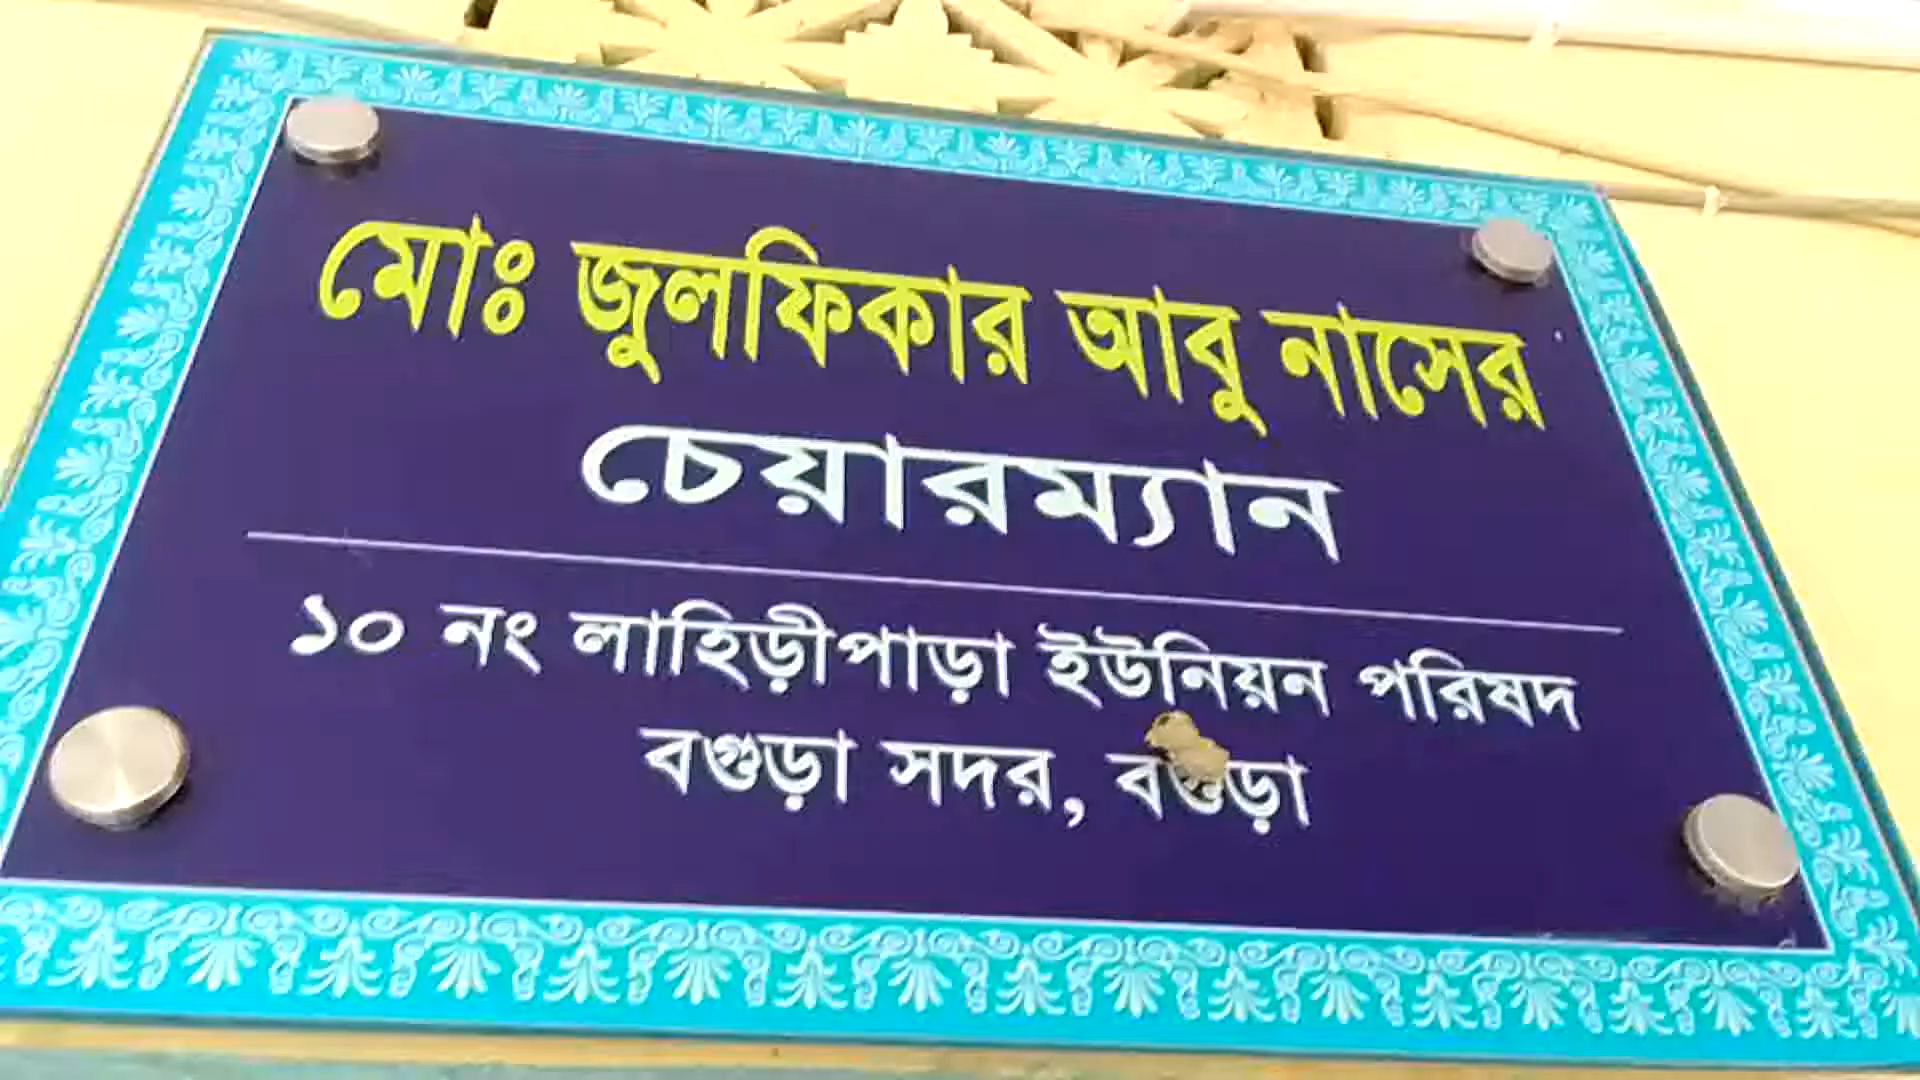 মোঃ জুলফিকার আবু নাসের
চেয়ারম্যান
১০ নং লাহিড়ীপাড়া ইউনিয়ন পরিষদ
বগুড়া সদর, বগুড়া